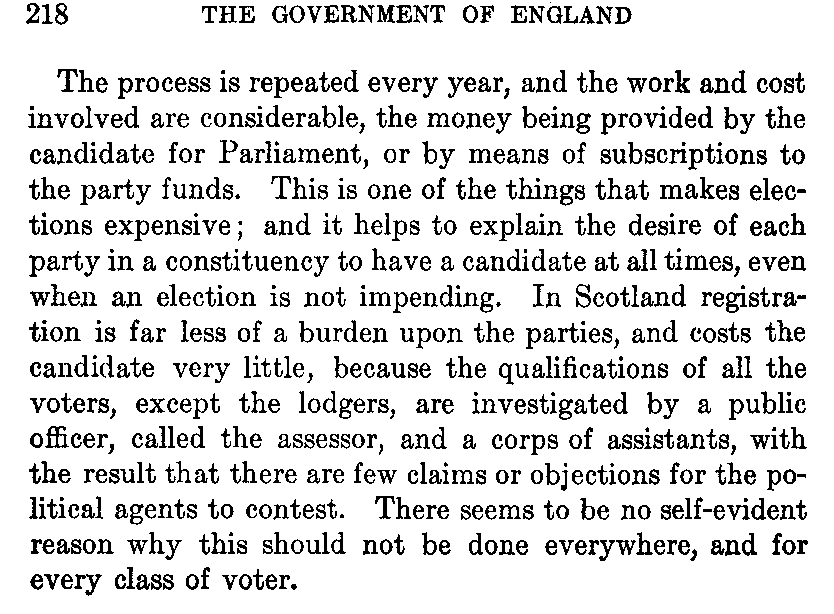 218 THE GOVERNMENT OF ENGLAND
The process is repeated every year, and the work and cost
involved are considerable, the money being provided by the
candidate for Parliament, or by means of subscriptions to
the party funds. This is one of the things that makes elec-
tions expensive; and it helps to explain the desire of each
party in a constituency to have a candidate at all times, even
when an election is not impending. In Scotland registra-
tion is far less of a burden upon the parties, and costs the
candidate very little, because the qualifications of all the
voters, except the lodgers, are investigated by a public
officer, called the assessor, and a corps of assistants, with
the result that there are few claims or objections for the po-
litical agents to contest. There seems to be no self-evident
reason why this should not be done everywhere, and for
every class of voter.